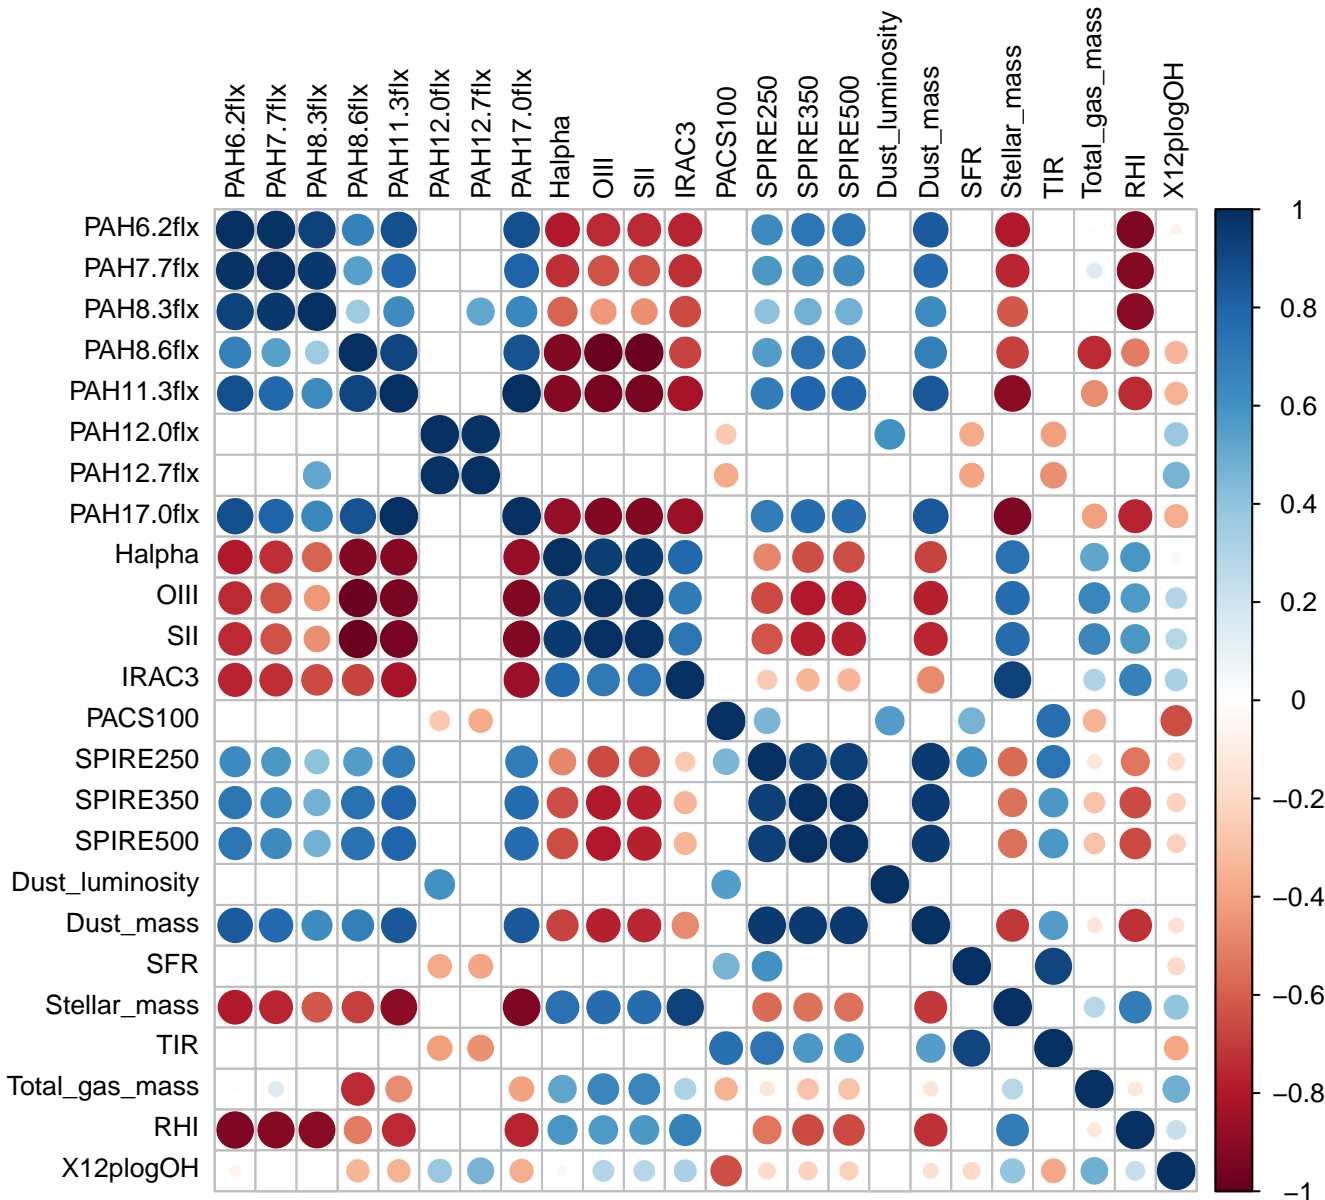 PAH6.2flx
PAH7.7flx
PAH8.3flx
PAH8.6flx
PAH11.3flx
PAH12.0flx
PAH12.7flx
PAH17.0flx
Halpha
OIII
SII
IRAC3
PACS100
SPIRE250
SPIRE350
SPIRE500
Dust_luminosity
Dust_mass
SFR
Stellar_mass
TIR
Total_gas_mass
RHI
X12plogOH
PAH6.2flx
PAH7.7flx
PAH8.3flx
PAH8.6flx
PAH11.3flx
PAH12.0flx
PAH12.7flx
PAH17.0flx
Halpha
OIII
SII
IRAC3
PACS100
SPIRE250
SPIRE350
SPIRE500
Dust_luminosity
Dust_mass
SFR
Stellar_mass
TIR
Total_gas_mass
RHI
X12plogOH
1
0.8
0.6
0.4
0.2
0
−0.2
−0.4
−0.6
−0.8
−1